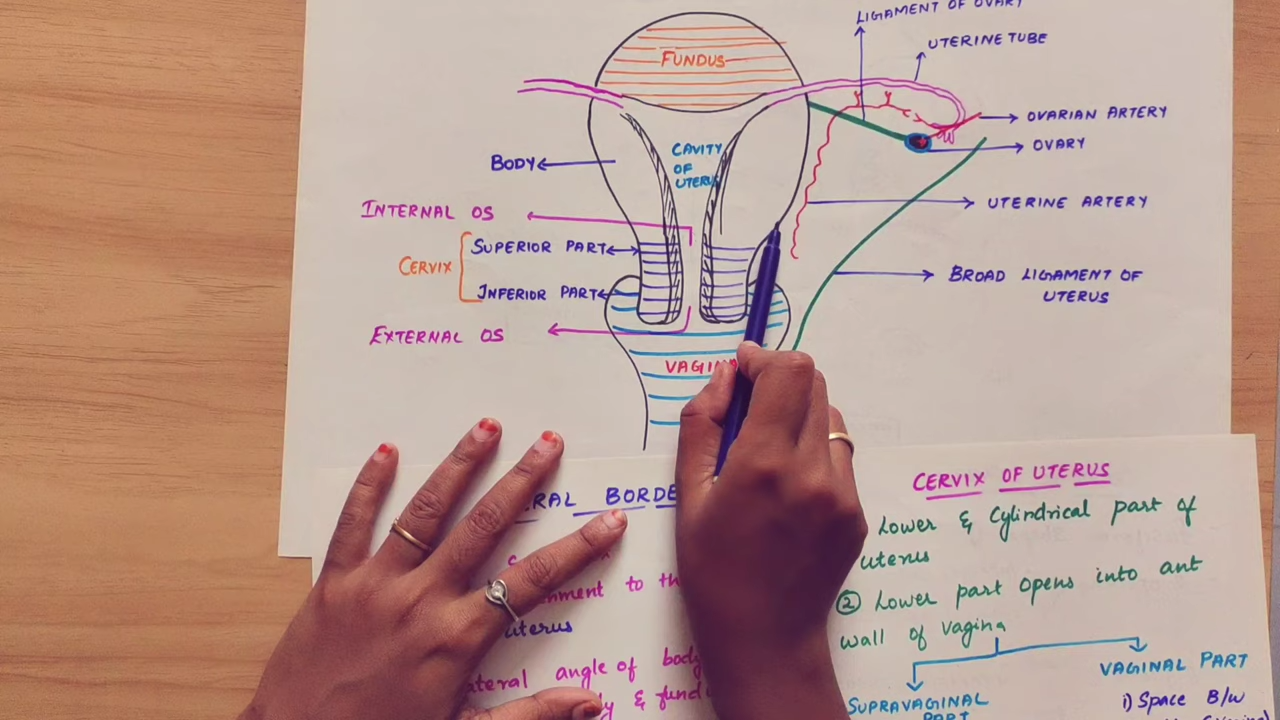 LIGAMENT OF OVARY
UTERINE TUBE
FUNDUS
OVARIAN ARTERY
OVARY
CAVITY
OF
UTERUS
BODY
INTERNAL OS
UTERINE ARTERY
SUPERIOR PART
CERVIX
INFERIOR PART
BROAD LIGAMENT OF
UTERUS
EXTERNAL OS
VAGINA
BORDE
uterus
angle of body
& fund
CERVIX OF UTERUS
Lower & Cylindrical part of
uterus
② Lower part opens into ant
wall of vagina
SUPRAVAGINAL
PART
VAGINAL PART
i) Space B/w